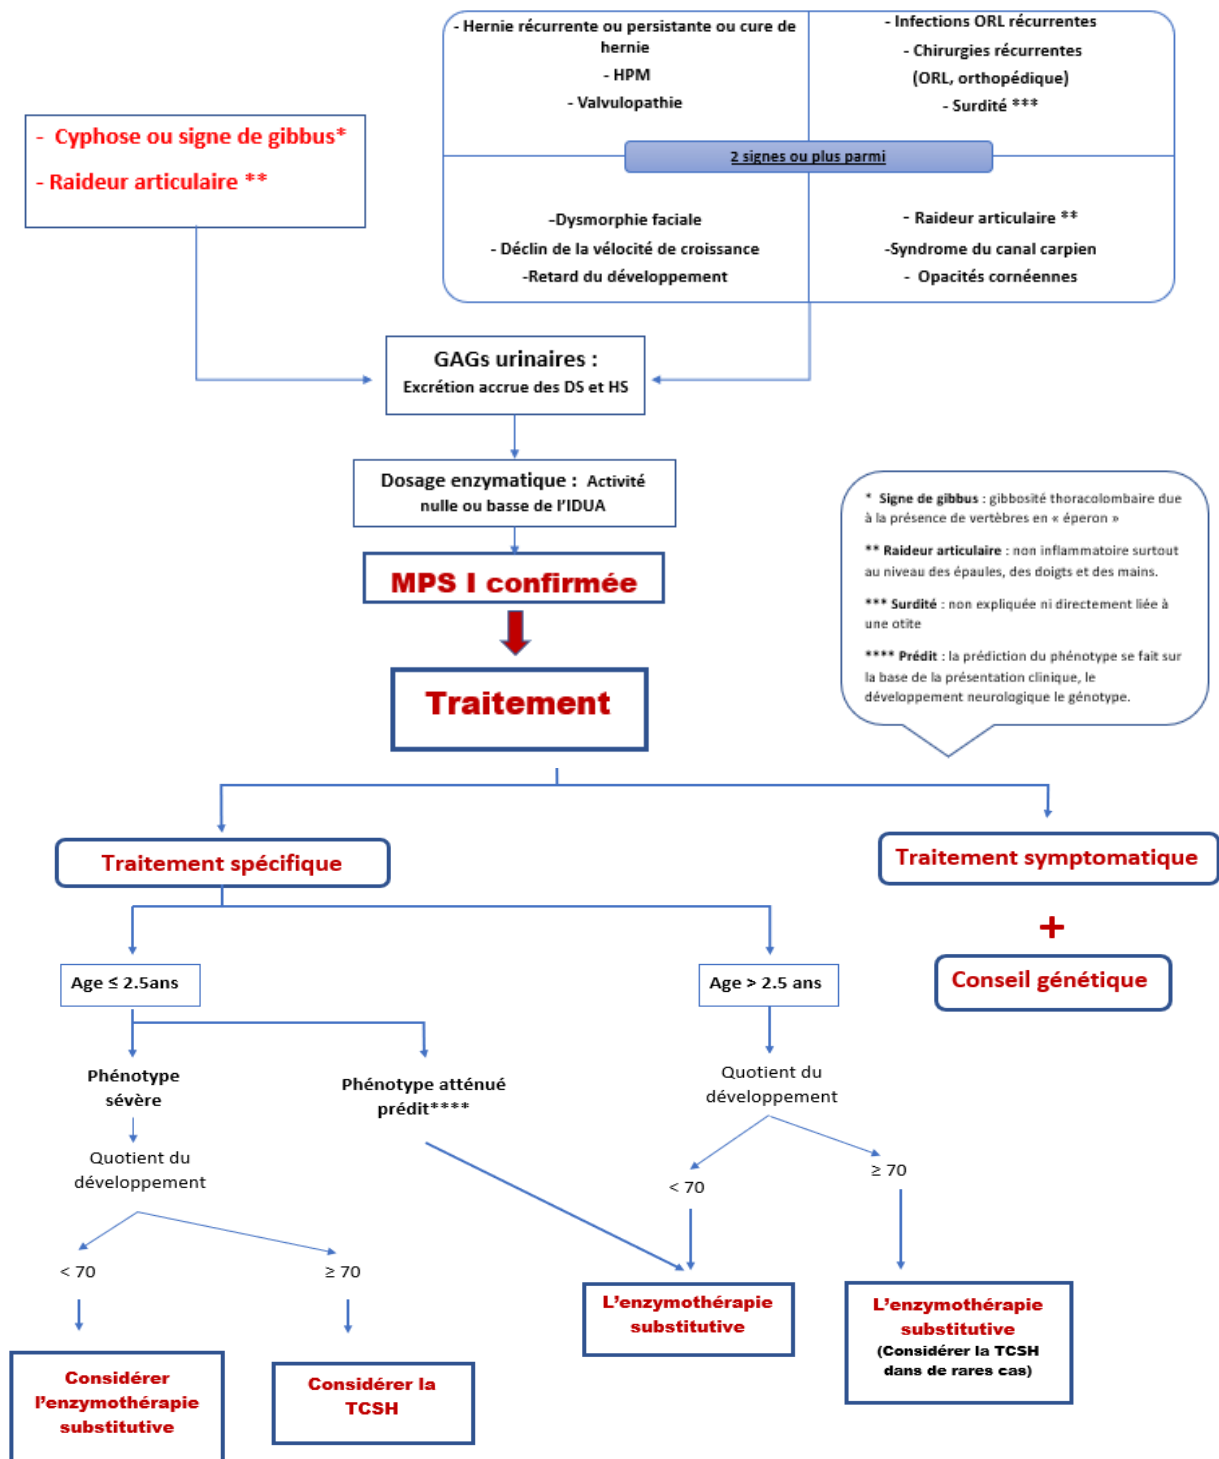 - Cyphose ou signe de gibbus*
- Raideur articulaire **
- Hernie récurrente ou persistante ou cure de
hernie
- HPM
- Valvulopathie
- Infections ORL récurrentes
- Chirurgies récurrentes
(ORL, orthopédique)
- Surdité ***
2 signes ou plus parmi
-Dysmorphie faciale
- Déclin de la vélocité de croissance
-Retard du développement
- Raideur articulaire **
-Syndrome du canal carpien
- Opacités cornéennes
GAGs urinaires :
Excrétion accrue des DS et HS
Dosage enzymatique : Activité
nulle ou basse de l'IDUA
MPS I confirmée
Traitement
* Signe de gibbus : gibbosité thoracolombaire due
à la présence de vertèbres en « éperon »
** Raideur articulaire : non inflammatoire surtout
au niveau des épaules, des doigts et des mains.
*** Surdité : non expliquée ni directement liée à
une otite
**** Prédit : la prédiction du phénotype se fait sur
la base de la présentation clinique, le
développement neurologique le génotype.
Traitement spécifique
Traitement symptomatique
+
Conseil génétique
Age ≤ 2.5ans
Age > 2.5 ans
Phénotype
sévère
Phénotype atténué
prédit****
Quotient du
développement
Quotient du
développement
< 70
≥ 70
< 70
≥ 70
Considérer
l'enzymothérapie
substitutive
Considérer la
TCSH
L'enzymothérapie
substitutive
L'enzymothérapie
substitutive
(Considérer la TCSH
dans de rares cas)